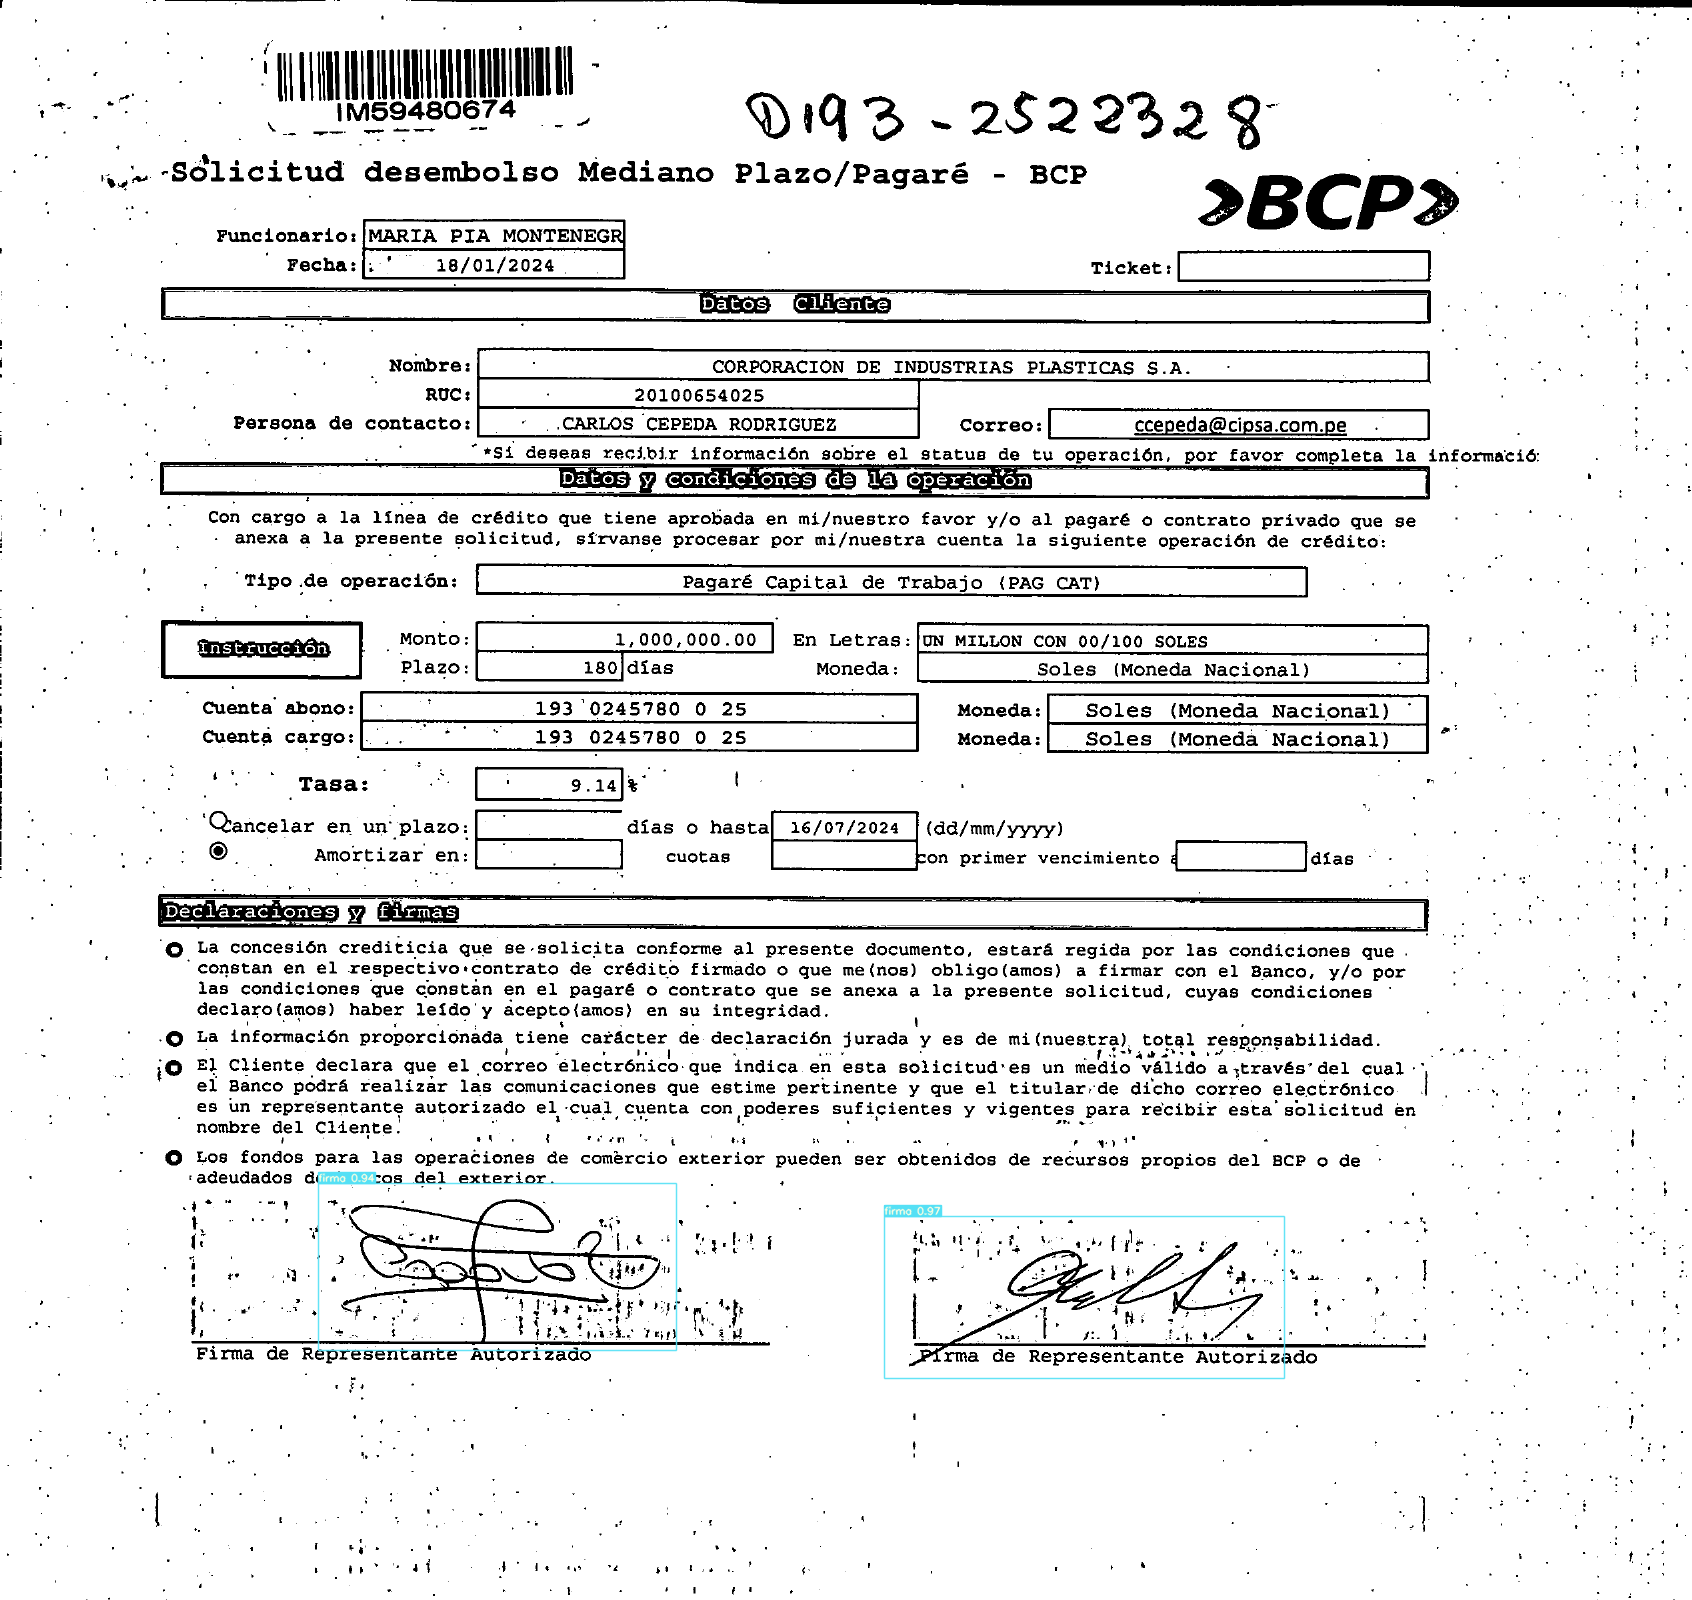 IM59480674
D193-2522328
Solicitud desembolso Mediano Plazo/Pagaré - BCP
BCP
Funcionario: MARIA PIA MONTENEGR
Fecha: 18/01/2024
Ticket:
Datos Cliente
Nombre: CORPORACION DE INDUSTRIAS PLASTICAS S.A.
RUC: 20100654025
Persona de contacto: CARLOS CEPEDA RODRIGUEZ Correo: ccepeda@cipsa.com.pe
*Si deseas recibir información sobre el status de tu operación, por favor completa la informació
Datos y condiciones de la operación
Con cargo a la línea de crédito que tiene aprobada en mi/nuestro favor y/o al pagaré o contrato privado que se
anexa a la presente solicitud, sírvanse procesar por mi/nuestra cuenta la siguiente operación de crédito:
Tipo de operación: Pagaré Capital de Trabajo (PAG CAT)
Instrucción
Monto: 1,000,000.00 En Letras: UN MILLON CON 00/100 SOLES
Plazo: 180 días Moneda: Soles (Moneda Nacional)
Cuenta abono: 193 0245780 0 25 Moneda: Soles (Moneda Nacional)
Cuenta cargo: 193 0245780 0 25 Moneda: Soles (Moneda Nacional)
Tasa: 9.14 %
Cancelar en un plazo: días o hasta 16/07/2024 (dd/mm/yyyy)
Amortizar en: cuotas con primer vencimiento a días
Declaraciones y firmas
La concesión crediticia que se solicita conforme al presente documento, estará regida por las condiciones que
constan en el respectivo contrato de crédito firmado o que me(nos) obligo(amos) a firmar con el Banco, y/o por
las condiciones que constan en el pagaré o contrato que se anexa a la presente solicitud, cuyas condiciones
declaro(amos) haber leído y acepto(amos) en su integridad.
La información proporcionada tiene carácter de declaración jurada y es de mi(nuestra) total responsabilidad.
El Cliente declara que el correo electrónico que indica en esta solicitud es un medio válido a través del cual
el Banco podrá realizar las comunicaciones que estime pertinente y que el titular de dicho correo electrónico
es un representante autorizado el cual cuenta con poderes suficientes y vigentes para recibir esta solicitud en
nombre del Cliente.
Los fondos para las operaciones de comercio exterior pueden ser obtenidos de recursos propios del BCP o de
adeudados del exterior.
firma 0.94
firma 0.97
Firma de Representante Autorizado
Firma de Representante Autorizado